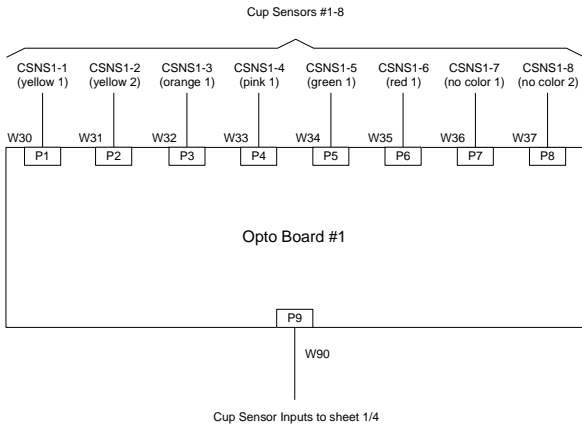 Cup Sensors #1-8
CSNS1-1 CSNS1-2 CSNS1-3 CSNS1-4 CSNS1-5 CSNS1-6 CSNS1-7 CSNS1-8
(yellow 1) (yellow 2) (orange 1) (pink 1) (green 1) (red 1) (no color 1) (no color 2)
W30 W31 W32 W33 W34 W35 W36 W37
P1 P2 P3 P4 P5 P6 P7 P8
Opto Board #1
P9
W90
Cup Sensor Inputs to sheet 1/4